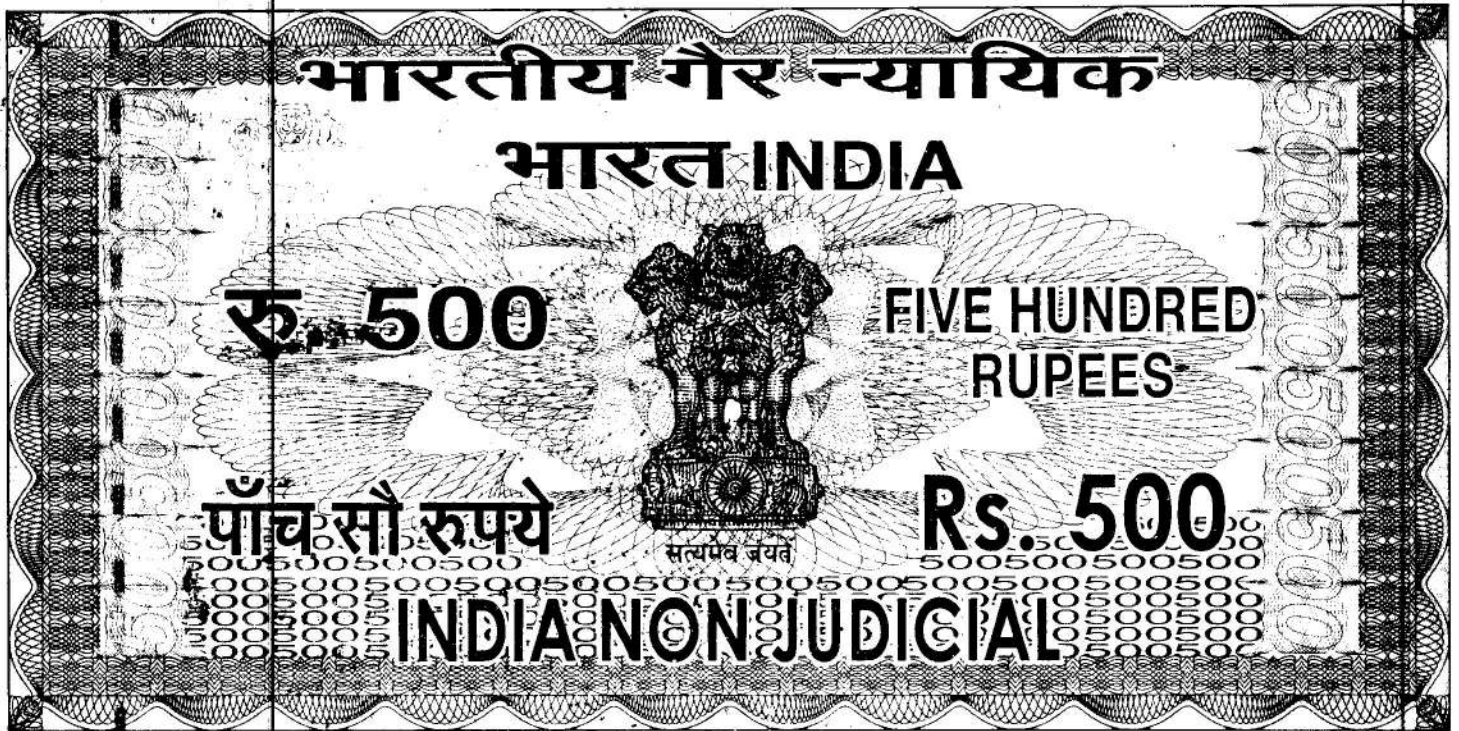 भारतीय गैर न्यायिक
भारत INDIA
रु. 500
FIVE HUNDRED
RUPEES
पाँच सौ रुपये
सत्यमेव जयते
Rs. 500
INDIA NON JUDICIAL